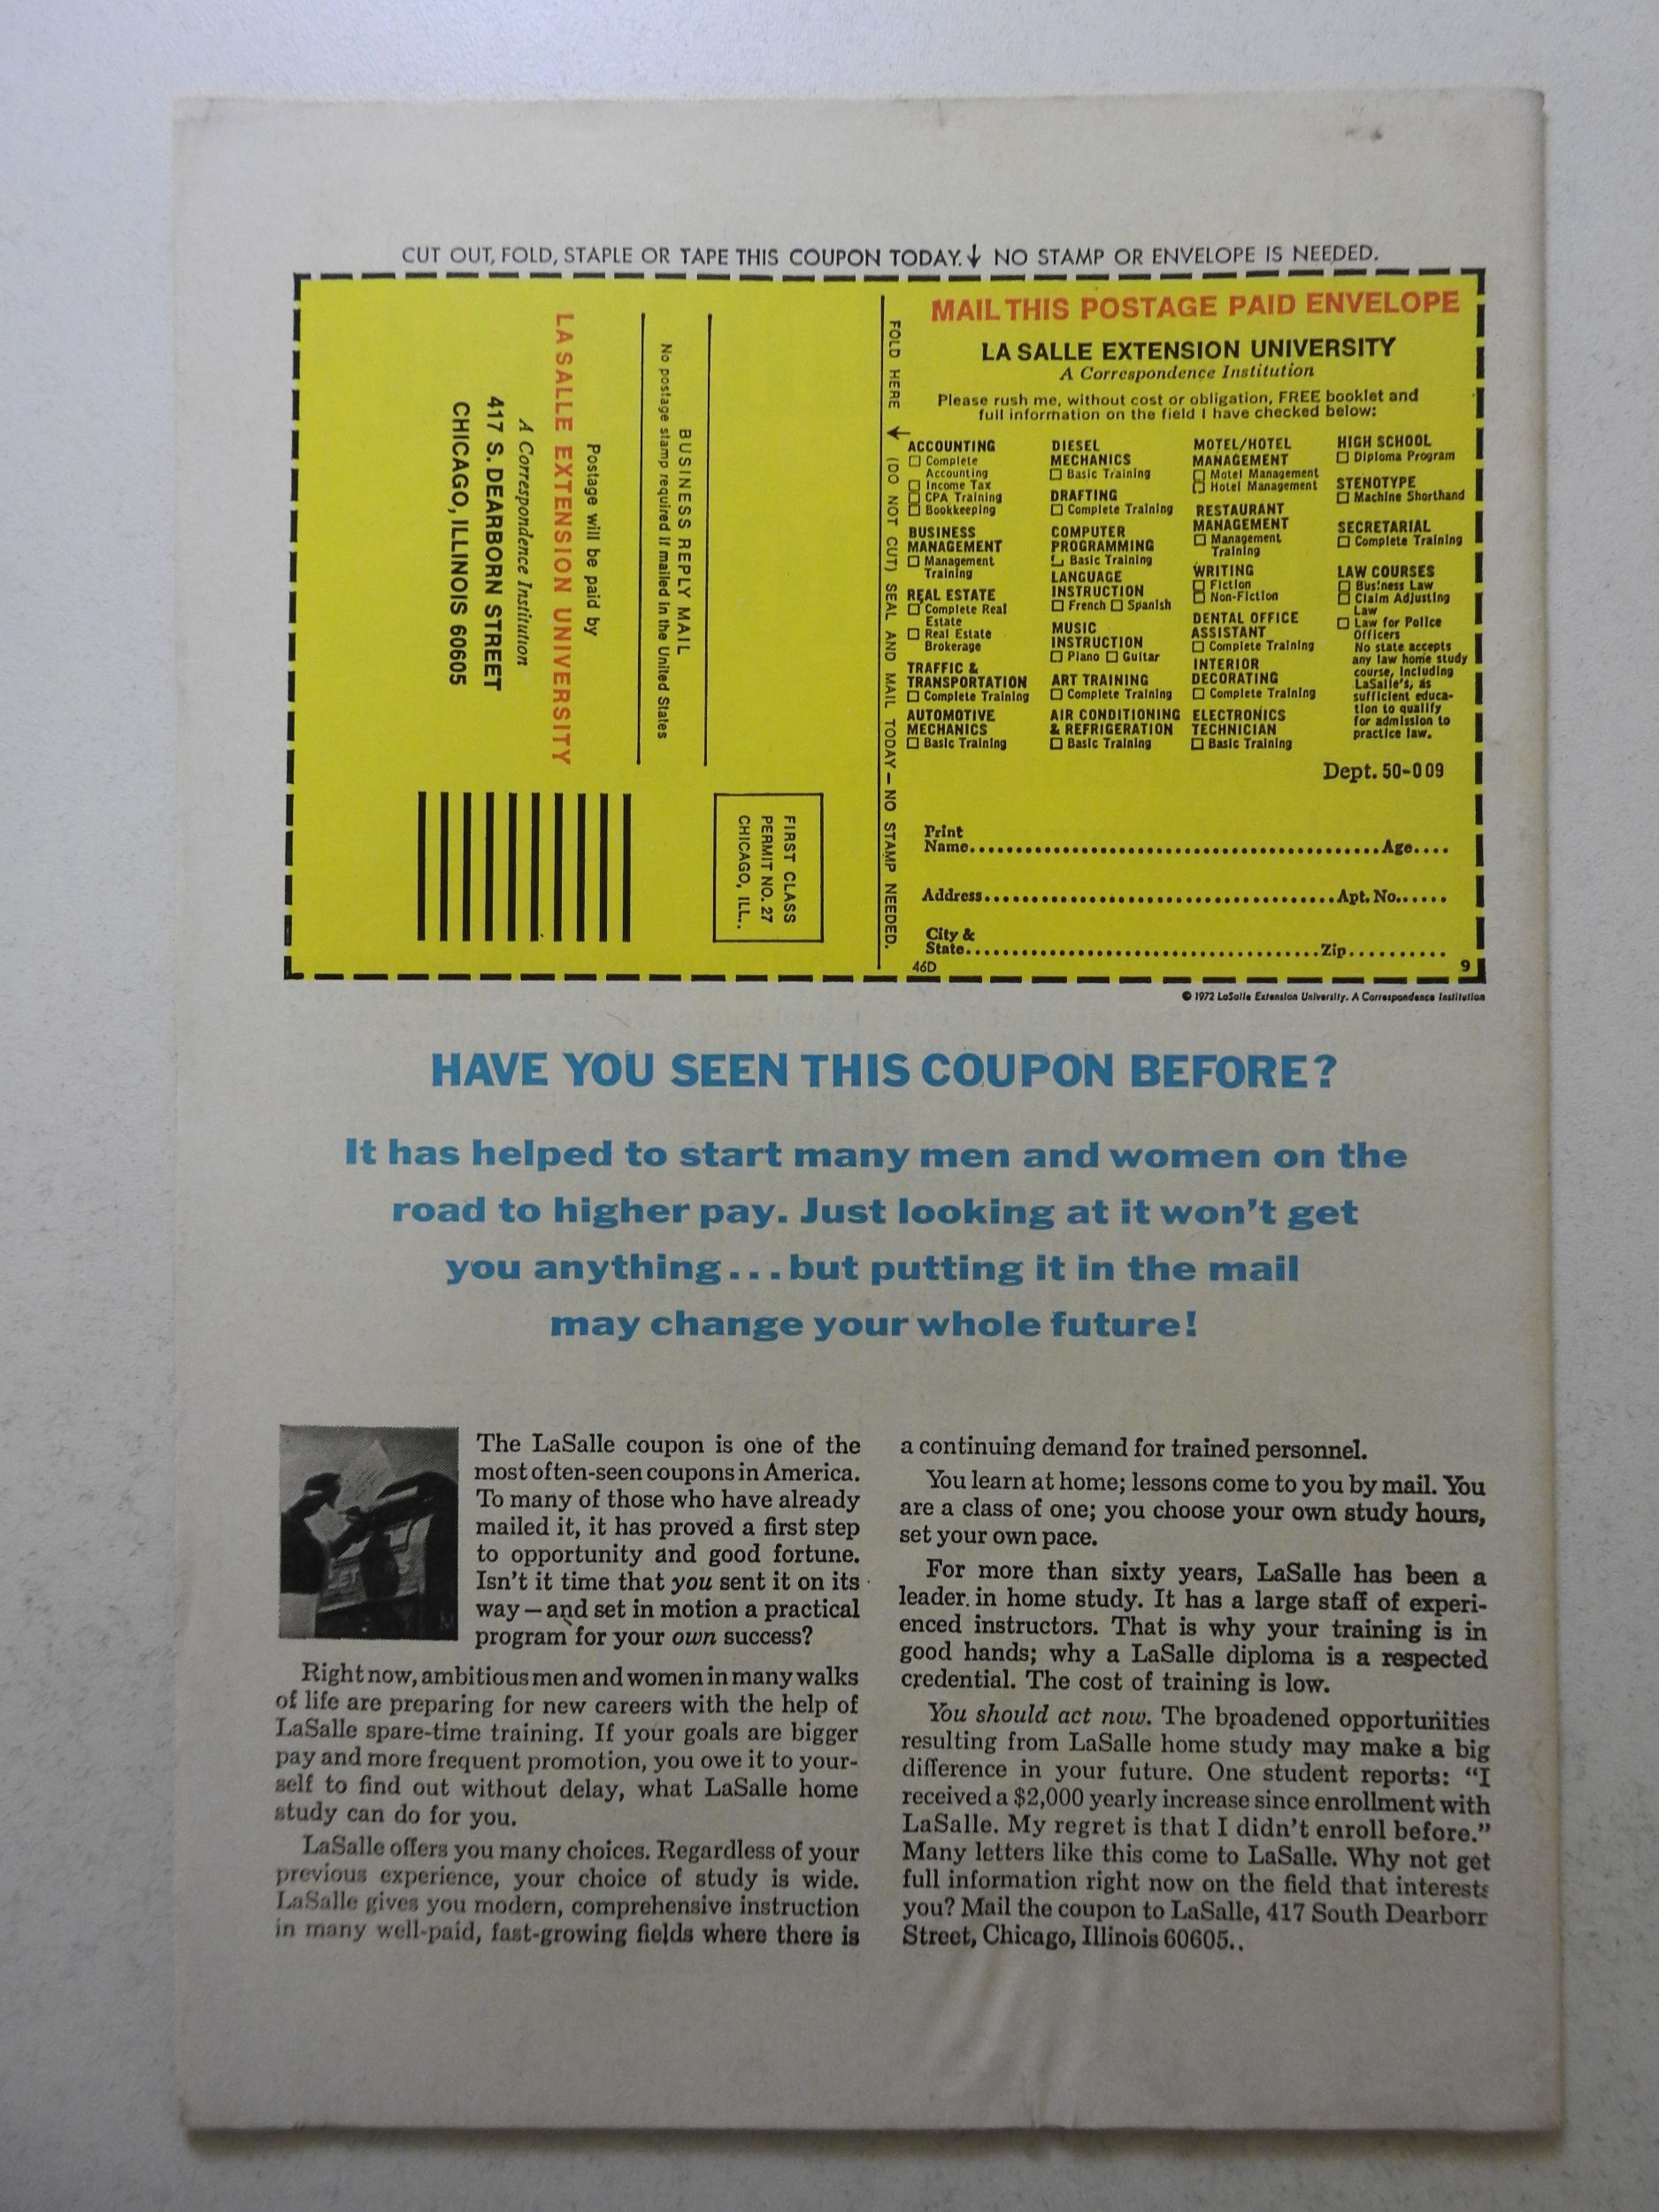 CUT OUT, FOLD, STAPLE OR TAPE THIS COUPON TODAY. NO STAMP OR ENVELOPE IS NEEDED.
BUSINESS REPLY MAIL
No postage stamp required if mailed in the United States
Postage will be paid by
LA SALLE EXTENSION UNIVERSITY
A Correspondence Institution
417 S. DEARBORN STREET
CHICAGO, ILLINOIS 60605
FIRST CLASS
PERMIT NO. 27
CHICAGO, ILL.
FOLD HERE (DO NOT CUT) SEAL AND MAIL TODAY — NO STAMP NEEDED.
MAIL THIS POSTAGE PAID ENVELOPE
LA SALLE EXTENSION UNIVERSITY
A Correspondence Institution
Please rush me, without cost or obligation, FREE booklet and
full information on the field I have checked below:
ACCOUNTING
Complete
Accounting
Income Tax
CPA Training
Bookkeeping
BUSINESS
MANAGEMENT
Management
Training
REAL ESTATE
Complete Real
Estate
Real Estate
Brokerage
TRAFFIC &
TRANSPORTATION
Complete Training
AUTOMOTIVE
MECHANICS
Basic Training
DIESEL
MECHANICS
Basic Training
DRAFTING
Complete Training
COMPUTER
PROGRAMMING
Basic Training
LANGUAGE
INSTRUCTION
French Spanish
MUSIC
INSTRUCTION
Piano Guitar
ART TRAINING
Complete Training
AIR CONDITIONING
& REFRIGERATION
Basic Training
MOTEL/HOTEL
MANAGEMENT
Motel Management
Hotel Management
RESTAURANT
MANAGEMENT
Management
Training
WRITING
Fiction
Non-Fiction
DENTAL OFFICE
ASSISTANT
Complete Training
INTERIOR
DECORATING
Complete Training
ELECTRONICS
TECHNICIAN
Basic Training
HIGH SCHOOL
Diploma Program
STENOTYPE
Machine Shorthand
SECRETARIAL
Complete Training
LAW COURSES
Business Law
Claim Adjusting
Law
Law for Police
Officers
No state accepts
any law home study
course, including
LaSalle's, as
sufficient educa-
tion to qualify
for admission to
practice law.
Dept. 50-009
Print
Name Age
Address Apt. No.
City &
State Zip
46D 9
© 1972 LaSalle Extension University. A Correspondence Institution
HAVE YOU SEEN THIS COUPON BEFORE?
It has helped to start many men and women on the
road to higher pay. Just looking at it won't get
you anything...but putting it in the mail
may change your whole future!
The LaSalle coupon is one of the
most often-seen coupons in America.
To many of those who have already
mailed it, it has proved a first step
to opportunity and good fortune.
Isn't it time that you sent it on its
way—and set in motion a practical
program for your own success?
Right now, ambitious men and women in many walks
of life are preparing for new careers with the help of
LaSalle spare-time training. If your goals are bigger
pay and more frequent promotion, you owe it to your-
self to find out without delay, what LaSalle home
study can do for you.
LaSalle offers you many choices. Regardless of your
previous experience, your choice of study is wide.
LaSalle gives you modern, comprehensive instruction
in many well-paid, fast-growing fields where there is
a continuing demand for trained personnel.
You learn at home; lessons come to you by mail. You
are a class of one; you choose your own study hours,
set your own pace.
For more than sixty years, LaSalle has been a
leader in home study. It has a large staff of experi-
enced instructors. That is why your training is in
good hands; why a LaSalle diploma is a respected
credential. The cost of training is low.
You should act now. The broadened opportunities
resulting from LaSalle home study may make a big
difference in your future. One student reports: "I
received a $2,000 yearly increase since enrollment with
LaSalle. My regret is that I didn't enroll before."
Many letters like this come to LaSalle. Why not get
full information right now on the field that interests
you? Mail the coupon to LaSalle, 417 South Dearborn
Street, Chicago, Illinois 60605..